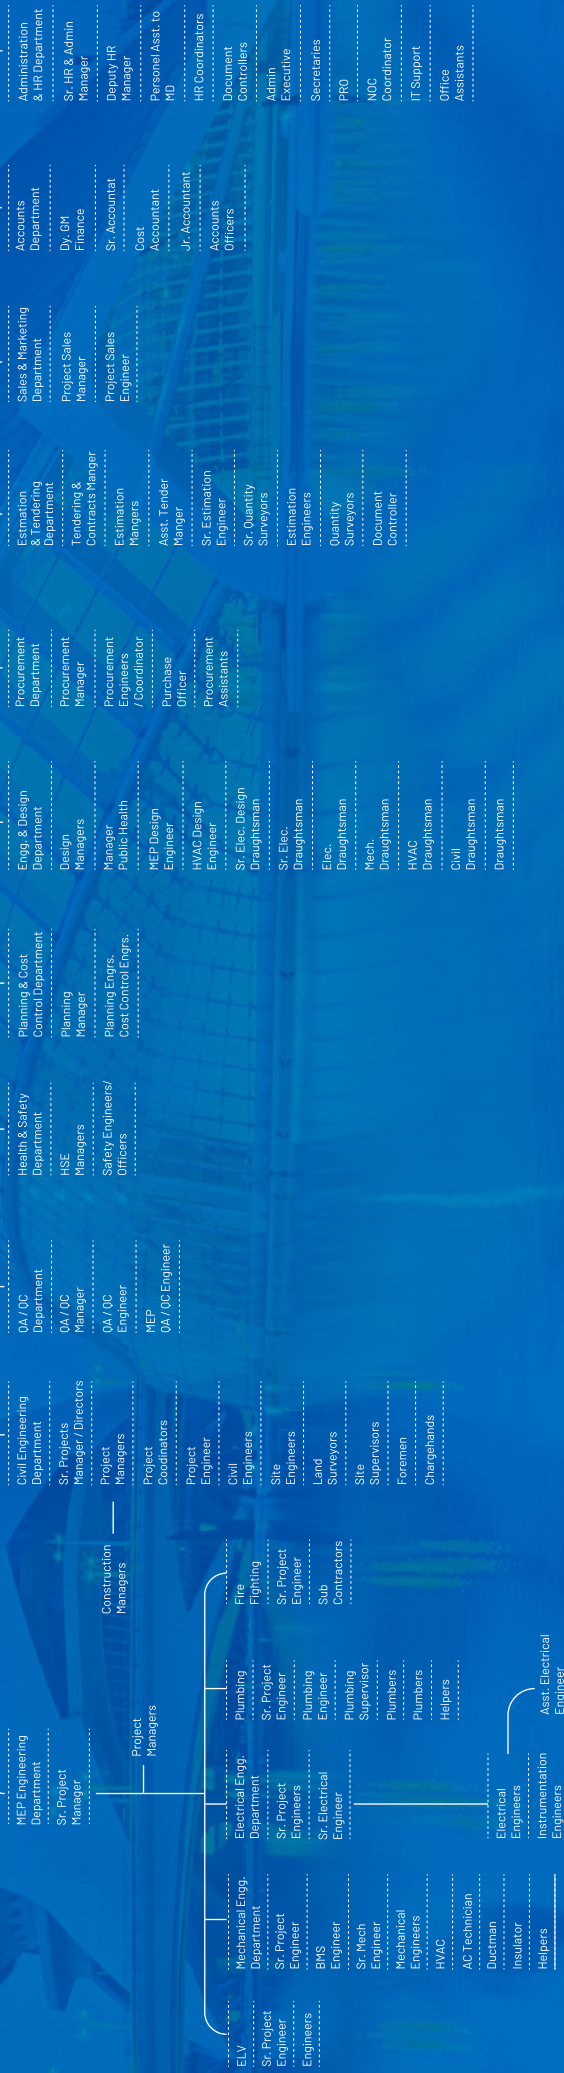 MEP Engineering
Department
Sr. Project
Manager
Project
Managers
Construction
Managers
ELV
Sr. Project
Engineer
Engineers
Mechanical Engg.
Department
Sr. Project
Engineer
BMS
Engineer
Sr. Mech
Engineer
Mechanical
Engineers
HVAC
AC Technician
Ductman
Insulator
Helpers
Electrical Engg.
Department
Sr. Project
Engineers
Sr. Electrical
Engineer
Electrical
Engineers
Instrumentation
Engineers
Asst. Electrical
Engineer
Plumbing
Sr. Project
Engineer
Plumbing
Engineer
Plumbing
Supervisor
Plumbers
Plumbers
Helpers
Fire
Fighting
Sr. Project
Engineer
Sub
Contractors
Civil Engineering
Department
Sr. Projects
Manager / Directors
Project
Managers
Project
Coodinators
Project
Engineer
Civil
Engineers
Site
Engineers
Land
Surveyors
Site
Supervisors
Foremen
Chargehands
QA / QC
Department
QA / QC
Manager
QA / QC
Engineer
MEP
QA / QC Engineer
Health & Safety
Department
HSE
Managers
Safety Engineers/
Officers
Planning & Cost
Control Department
Planning
Manager
Planning Engrs.
Cost Control Engrs.
Engg. & Design
Department
Design
Managers
Manager
Public Health
MEP Design
Engineer
HVAC Design
Engineer
Sr. Elec. Design
Draughtsman
Sr. Elec.
Draughtsman
Elec.
Draughtsman
Mech.
Draughtsman
HVAC
Draughtsman
Civil
Draughtsman
Draughtsman
Procurement
Department
Procurement
Manager
Procurement
Engineers
/ Coordinator
Purchase
Officer
Procurement
Assistants
Estmation
& Tendering
Department
Tendering &
Contracts Manger
Estimation
Mangers
Asst. Tender
Manger
Sr. Estimation
Engineer
Sr. Quantity
Surveyors
Estimation
Engineers
Quantity
Surveyors
Document
Controller
Sales & Marketing
Department
Project Sales
Manager
Project Sales
Engineer
Accounts
Department
Dy. GM
Finance
Sr. Accountat
Cost
Accountant
Jr. Accountant
Accounts
Officers
Administration
& HR Department
Sr. HR & Admin
Manager
Deputy HR
Manager
Personel Asst. to
MD
HR Coordinators
Document
Controllers
Admin
Executive
Secretaries
PRO
NOC
Coordinator
IT Support
Office
Assistants